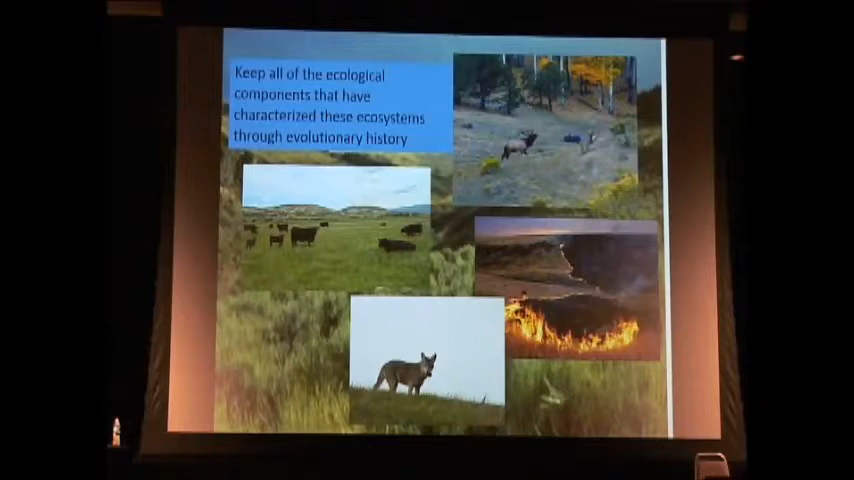 Keep all of the ecological
components that have
characterized these ecosystems
through evolutionary history